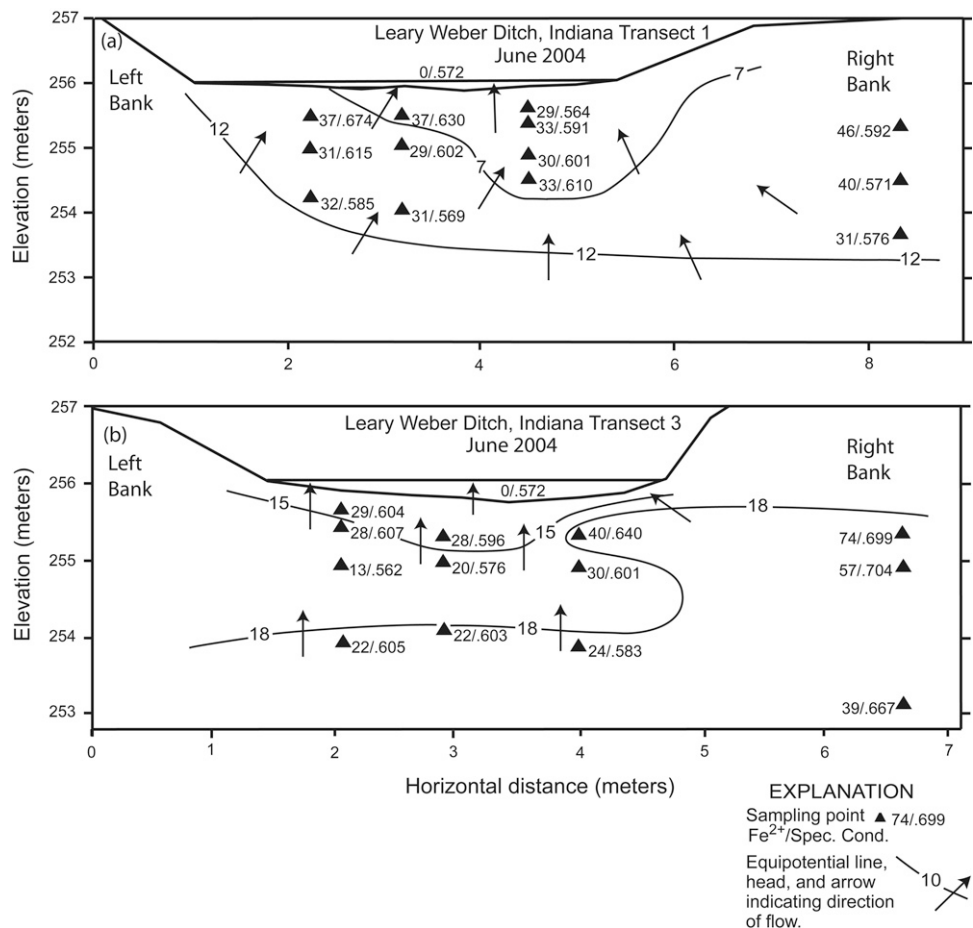 257
(a)
Leary Weber Ditch, Indiana Transect 1
June 2004
0/.572
Left
Bank
Right
Bank
256
7
12
37/.674
37/.630
29/.564
33/.591
46/.592
255
31/.615
29/.602
7
30/.601
33/.610
40/.571
32/.585
31/.569
254
31/.576
12
12
253
252
0
2
4
6
8
Elevation (meters)
257
(b)
Leary Weber Ditch, Indiana Transect 3
June 2004
Left
Bank
Right
Bank
256
0/.572
15
18
29/.604
28/.607
28/.596
15
40/.640
74/.699
255
13/.562
20/.576
30/.601
57/.704
254
18
22/.605
22/.603
18
24/.583
253
39/.667
0
1
2
3
4
5
6
7
Elevation (meters)
Horizontal distance (meters)
EXPLANATION
Sampling point 74/.699
Fe2+/Spec. Cond.
Equipotential line,
head, and arrow
indicating direction
of flow.
10